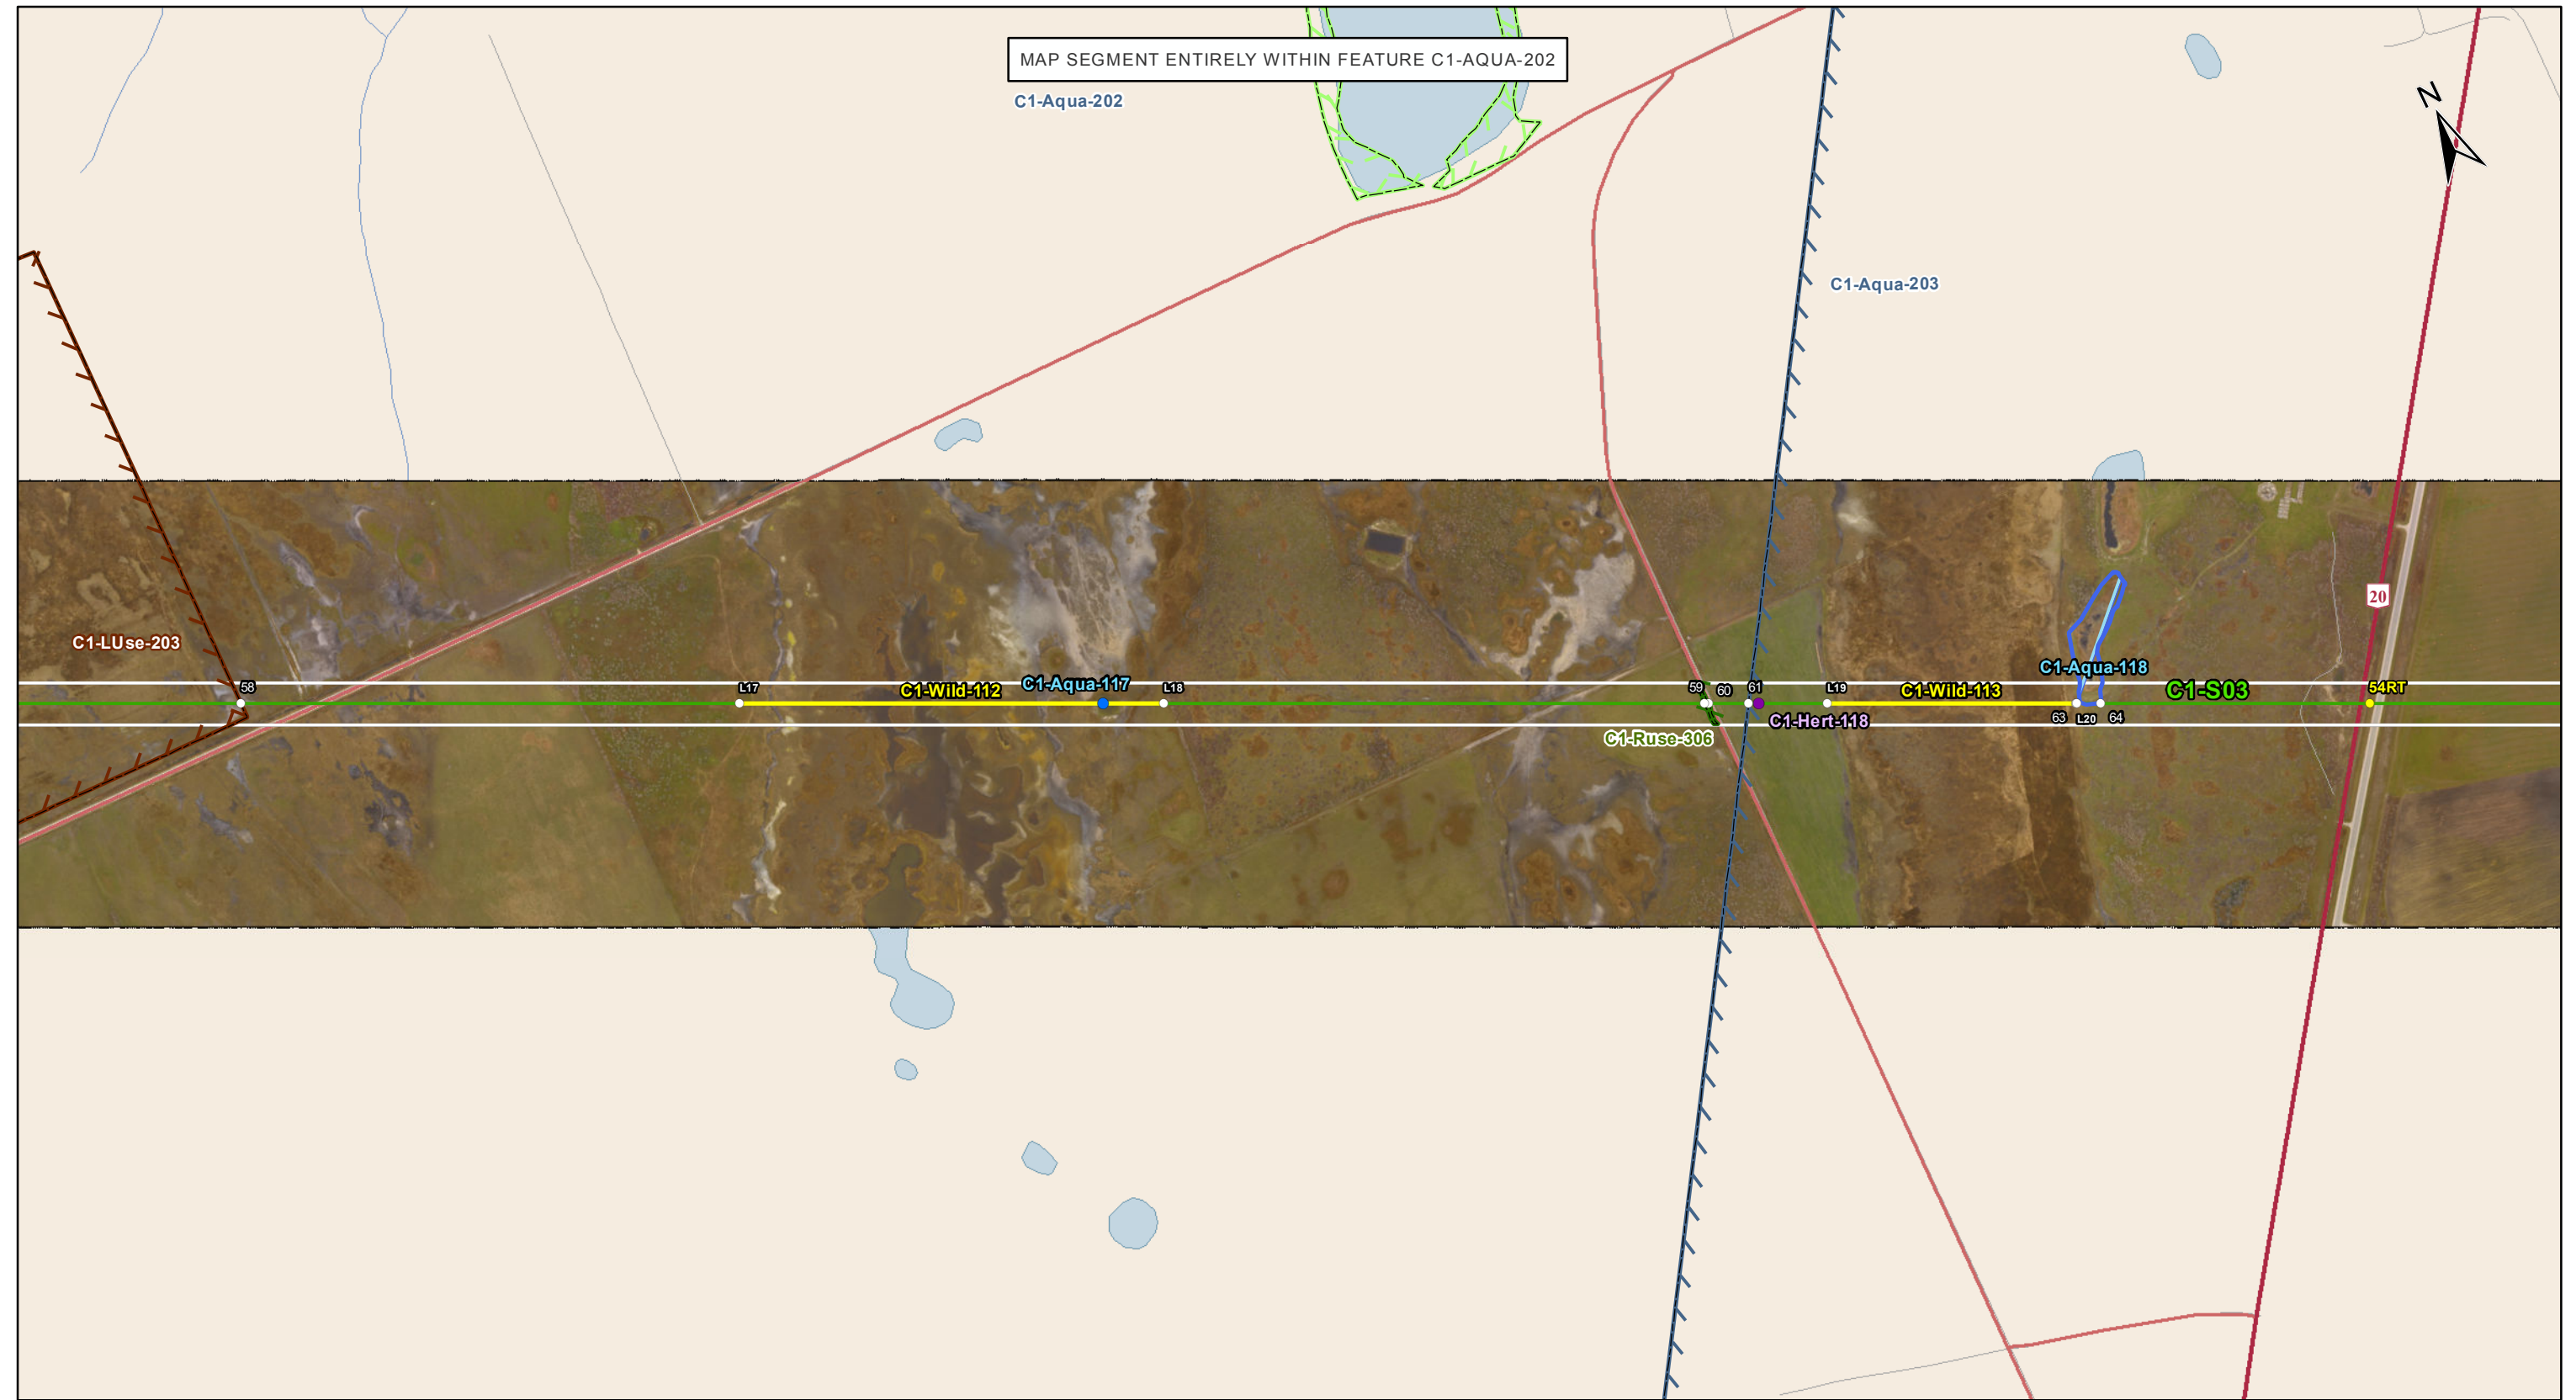 MAP SEGMENT ENTIRELY WITHIN FEATURE C1-AQUA-202
C1-Aqua-202
N
C1-Aqua-203
20
C1-LUse-203
C1-Aqua-118
58
L17
C1-Wild-112
C1-Aqua-117
L18
59
60
61
L19
C1-Wild-113
C1-S03
54RT
C1-Hert-118
63
L20
64
C1-Ruse-306